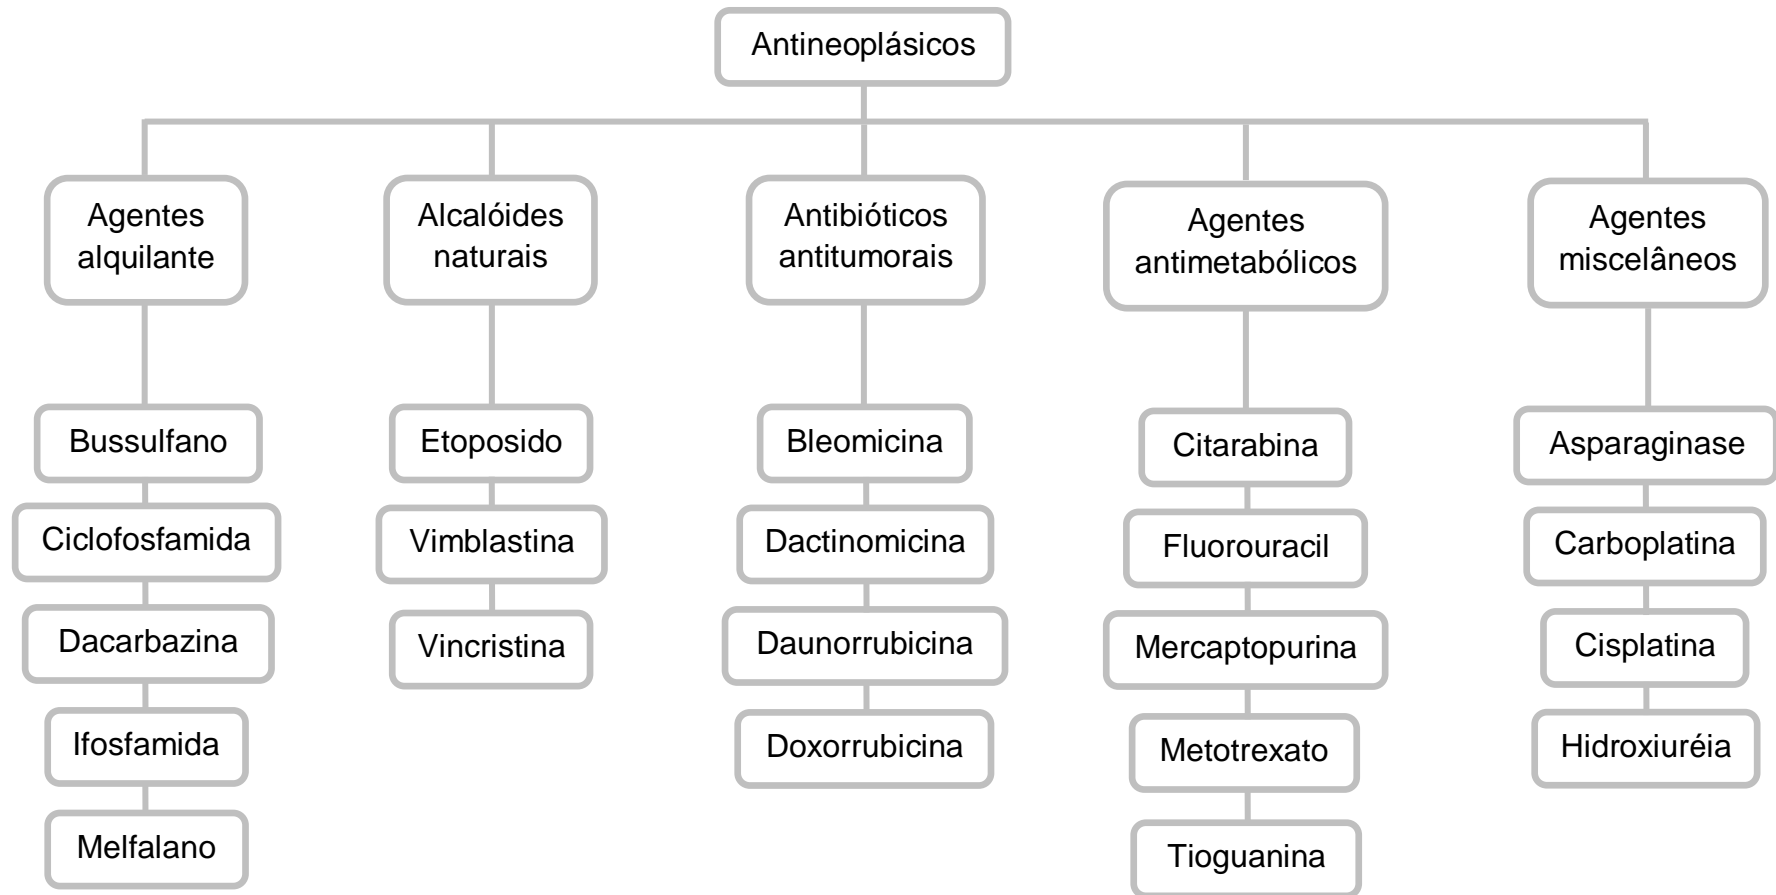 Antineoplásicos
Agentes
alquilante
Alcalóides
naturais
Antibióticos
antitumorais
Agentes
antimetabólicos
Agentes
miscelâneos
Bussulfano
Ciclofosfamida
Dacarbazina
Ifosfamida
Melfalano
Etoposido
Vimblastina
Vincristina
Bleomicina
Dactinomicina
Daunorrubicina
Doxorrubicina
Citarabina
Fluorouracil
Mercaptopurina
Metotrexato
Tioguanina
Asparaginase
Carboplatina
Cisplatina
Hidroxiuréia